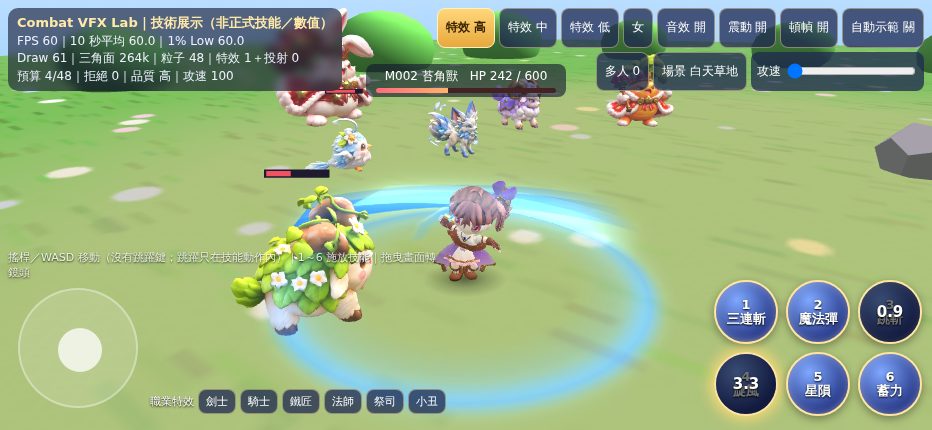 Combat VFX Lab｜技術展示（非正式技能／數值）
FPS 60｜10 秒平均 60.0｜1% Low 60.0
Draw 61｜三角面 264k｜粒子 48｜特效 1＋投射 0
預算 4/48｜拒絕 0｜品質 高｜攻速 100
特效 高
特效 中
特效 低
女
音效 開
震動 開
頓幀 開
自動示範 關
M002 苔角獸 HP 242 / 600
多人 0
場景 白天草地
攻速
搖桿／WASD 移動（沒有跳躍鍵；跳躍只在技能動作內）｜1~6 施放技能｜拖曳畫面轉
鏡頭
1
三連斬
2
魔法彈
0.9
3.3
5
星隕
6
蓄力
職業特效
劍士
騎士
鐵匠
法師
祭司
小丑